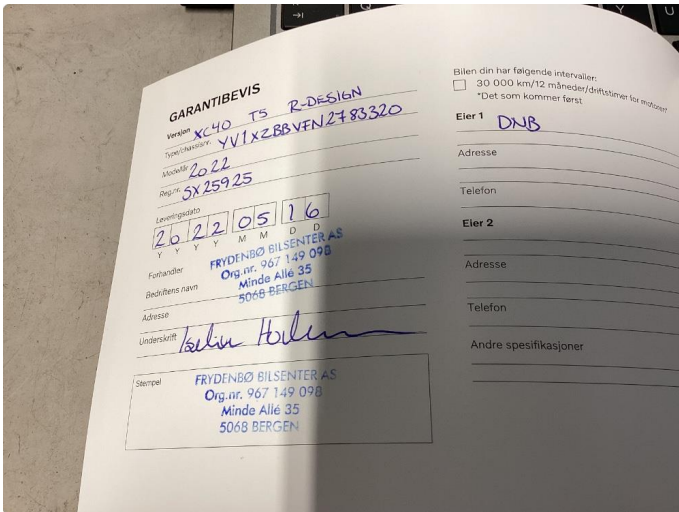 GARANTIBEVIS
Versjon XC40 T5 R-DESIGN
Type/chassisnr. YV1XZBBVFN2783320
Modellår 2022
Reg.nr. SX25925
Leveringsdato
2022 05 16
Y Y Y Y M M D D
Forhandler
Bedriftens navn
FRYDENBØ BILSENTER AS
Org.nr. 967 149 098
Minde Allé 35
5068 BERGEN
Adresse
Underskrift
Stempel
FRYDENBØ BILSENTER AS
Org.nr. 967 149 098
Minde Allé 35
5068 BERGEN
Bilen din har følgende intervaller:
30 000 km/12 måneder/driftstimer for motoren*
*Det som kommer først
Eier 1 DNB
Adresse
Telefon
Eier 2
Adresse
Telefon
Andre spesifikasjoner